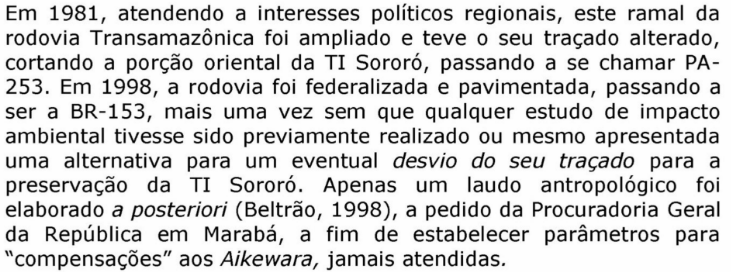 Em 1981, atendendo a interesses políticos regionais, este ramal da
rodovia Transamazônica foi ampliado e teve o seu traçado alterado,
cortando a porção oriental da TI Sororó, passando a se chamar PA-
253. Em 1998, a rodovia foi federalizada e pavimentada, passando a
ser a BR-153, mais uma vez sem que qualquer estudo de impacto
ambiental tivesse sido previamente realizado ou mesmo apresentada
uma alternativa para um eventual desvio do seu traçado para a
preservação da TI Sororó. Apenas um laudo antropológico foi
elaborado a posteriori (Beltrão, 1998), a pedido da Procuradoria Geral
da República em Marabá, a fim de estabelecer parâmetros para
“compensações” aos Aikewara, jamais atendidas.